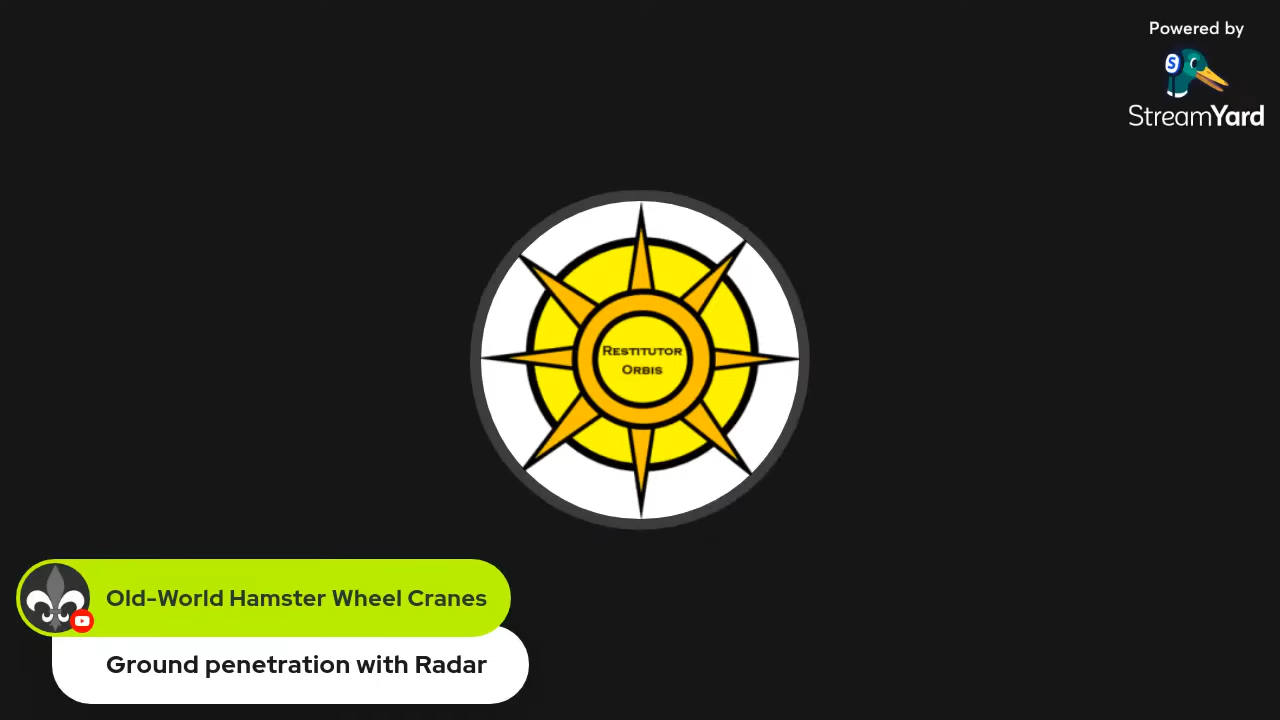 Powered by
S
StreamYard
RESTITUTOR
ORBIS
Old-World Hamster Wheel Cranes
Ground penetration with Radar